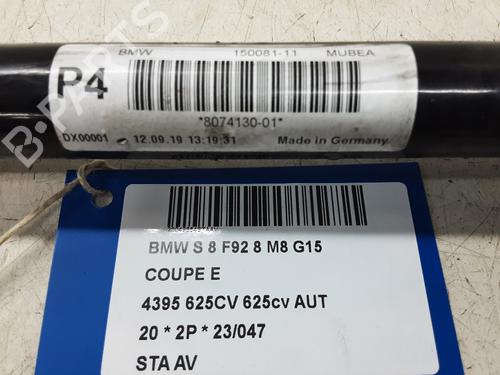 BMW 150081-11 MUBEA
P4
*8074130-01*
DX00001 12.09.19 13:19:31 Made in Germany
BMW S 8 F92 8 M8 G15
COUPE E
4395 625CV 625cv AUT
20 * 2P * 23/047
STA AV